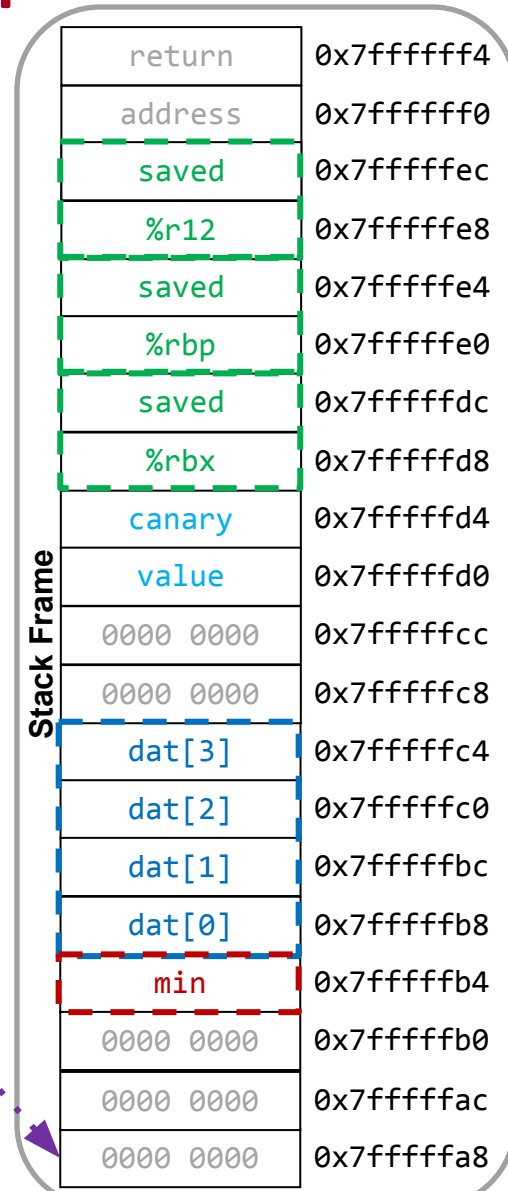 return 0x7ffffff4
address 0x7ffffff0
saved 0x7fffffec
%r12 0x7fffffe8
saved 0x7fffffe4
%rbp 0x7fffffe0
saved 0x7fffffdc
%rbx 0x7fffffd8
canary 0x7fffffd4
value 0x7fffffd0
0000 0000 0x7fffffcc
0000 0000 0x7fffffc8
dat[3] 0x7fffffc4
dat[2] 0x7fffffc0
dat[1] 0x7fffffbc
dat[0] 0x7fffffb8
min 0x7fffffb4
0000 0000 0x7fffffb0
0000 0000 0x7fffffac
0000 0000 0x7fffffa8
Stack Frame